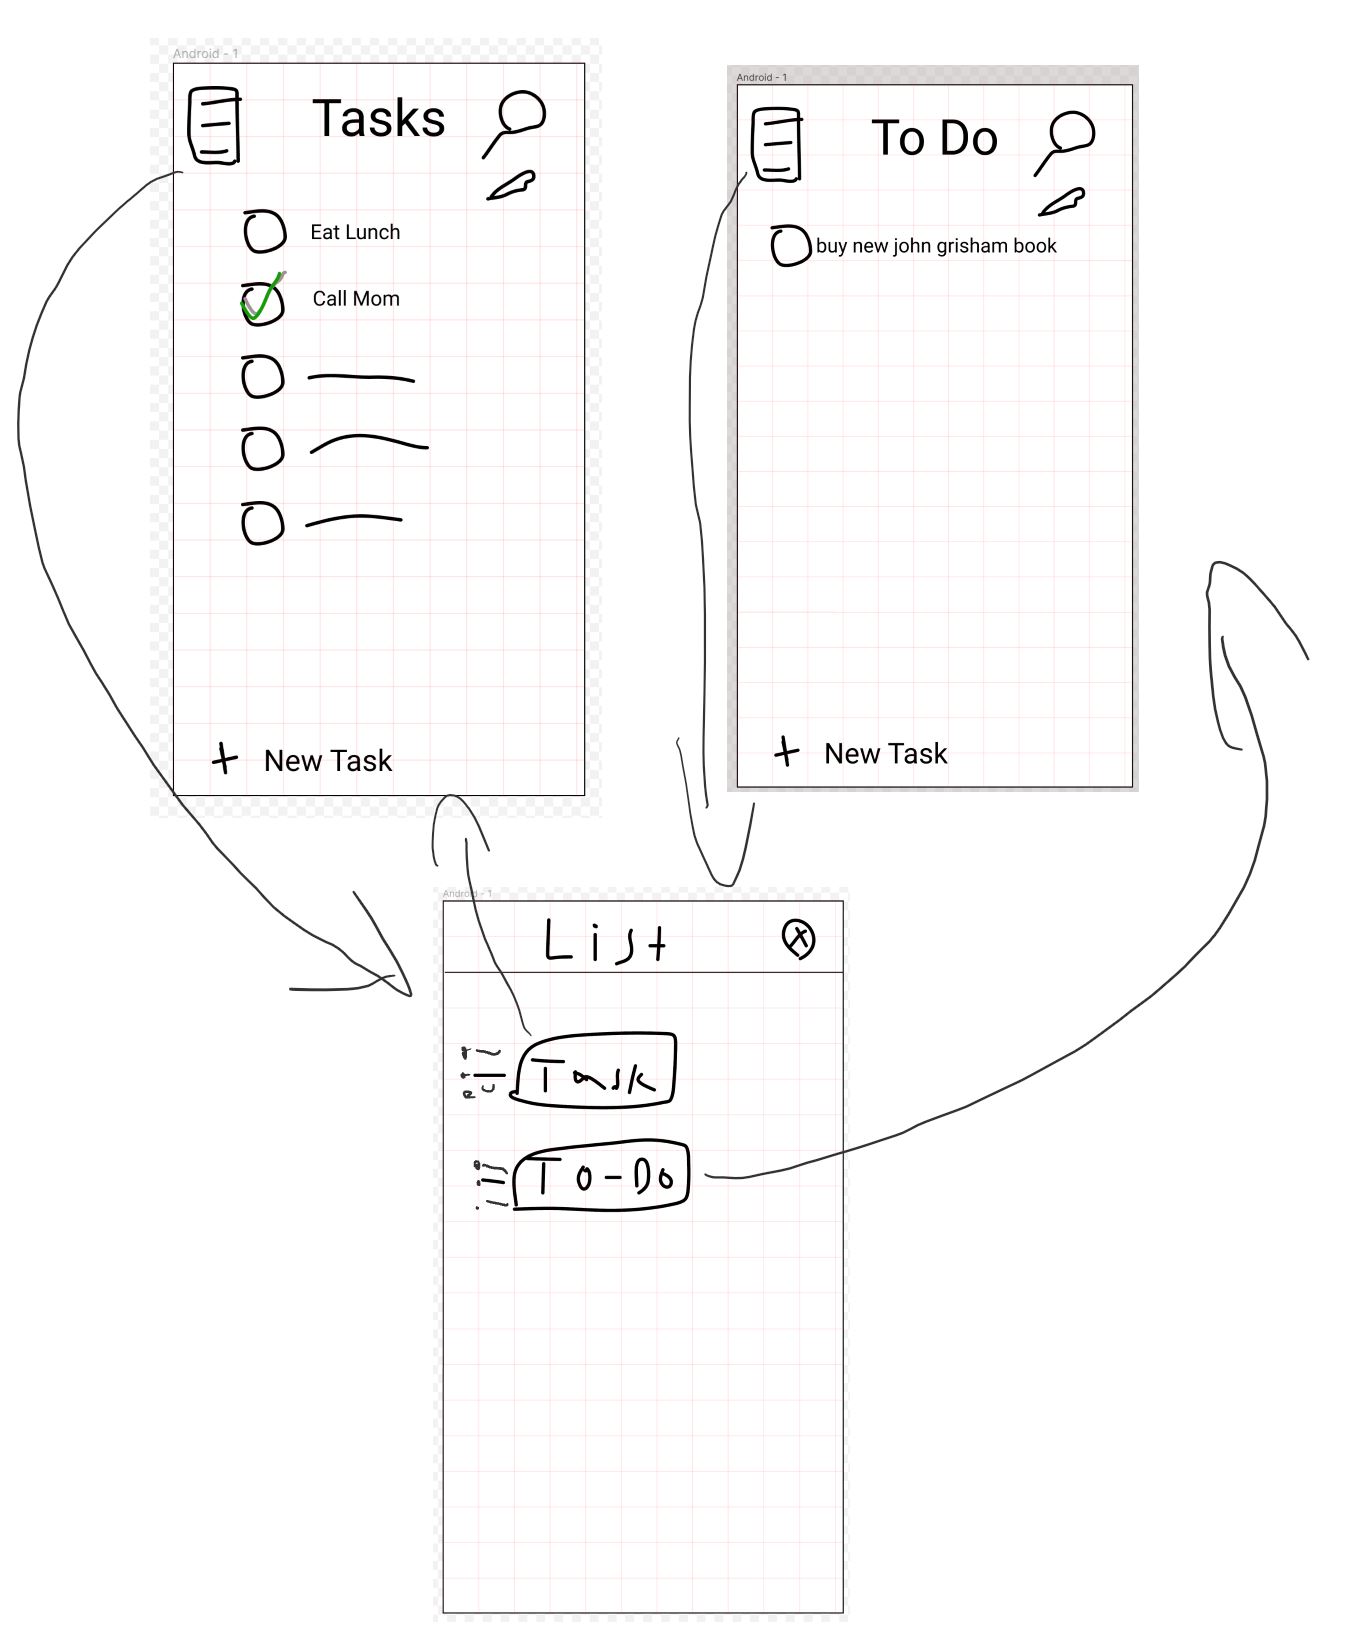 Android - 1
Tasks
Eat Lunch
Call Mom
+ New Task
Android - 1
To Do
buy new john grisham book
+ New Task
Android - 1
List
Task
To-Do